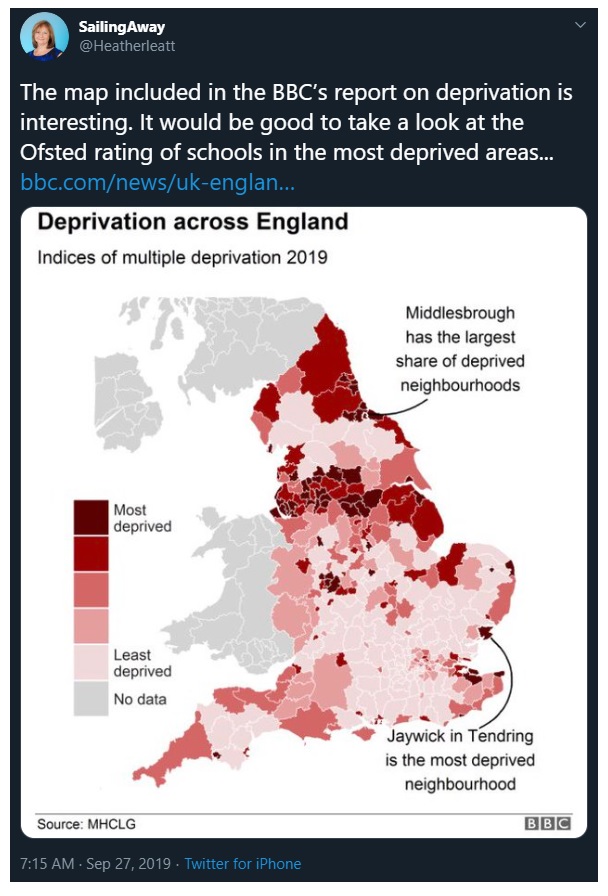 SailingAway
@Heatherleatt
The map included in the BBC's report on deprivation is
interesting. It would be good to take a look at the
Ofsted rating of schools in the most deprived areas...
bbc.com/news/uk-englan...
Deprivation across England
Indices of multiple deprivation 2019
Middlesbrough
has the largest
share of deprived
neighbourhoods
Most
deprived
Least
deprived
No data
Jaywick in Tendring
is the most deprived
neighbourhood
Source: MHCLG
BBC
7:15 AM · Sep 27, 2019 · Twitter for iPhone